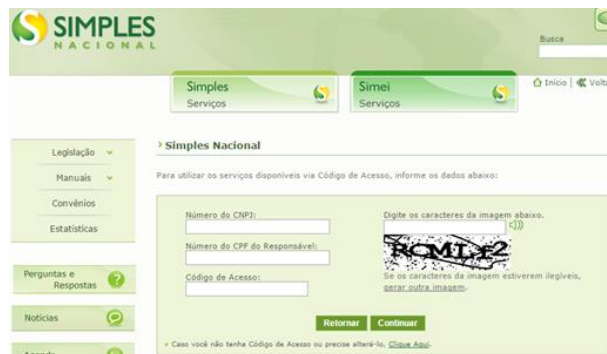 SIMPLES
NACIONAL
Busca
Simples
Serviços
Simei
Serviços
Início | Volta
Legislação
Manuais
Convênios
Estatísticas
Perguntas e
Respostas
Notícias
Simples Nacional
Para utilizar os serviços disponíveis via Código de Acesso, informe os dados abaixo:
Número do CNPJ:
Digite os caracteres da imagem abaixo.
Número do CPF do Responsável:
Código de Acesso:
Se os caracteres da imagem estiverem ilegíveis,
gerar outra imagem.
Retornar Continuar
Caso você não tenha Código de Acesso ou precise alterá-lo, Clique Aqui.